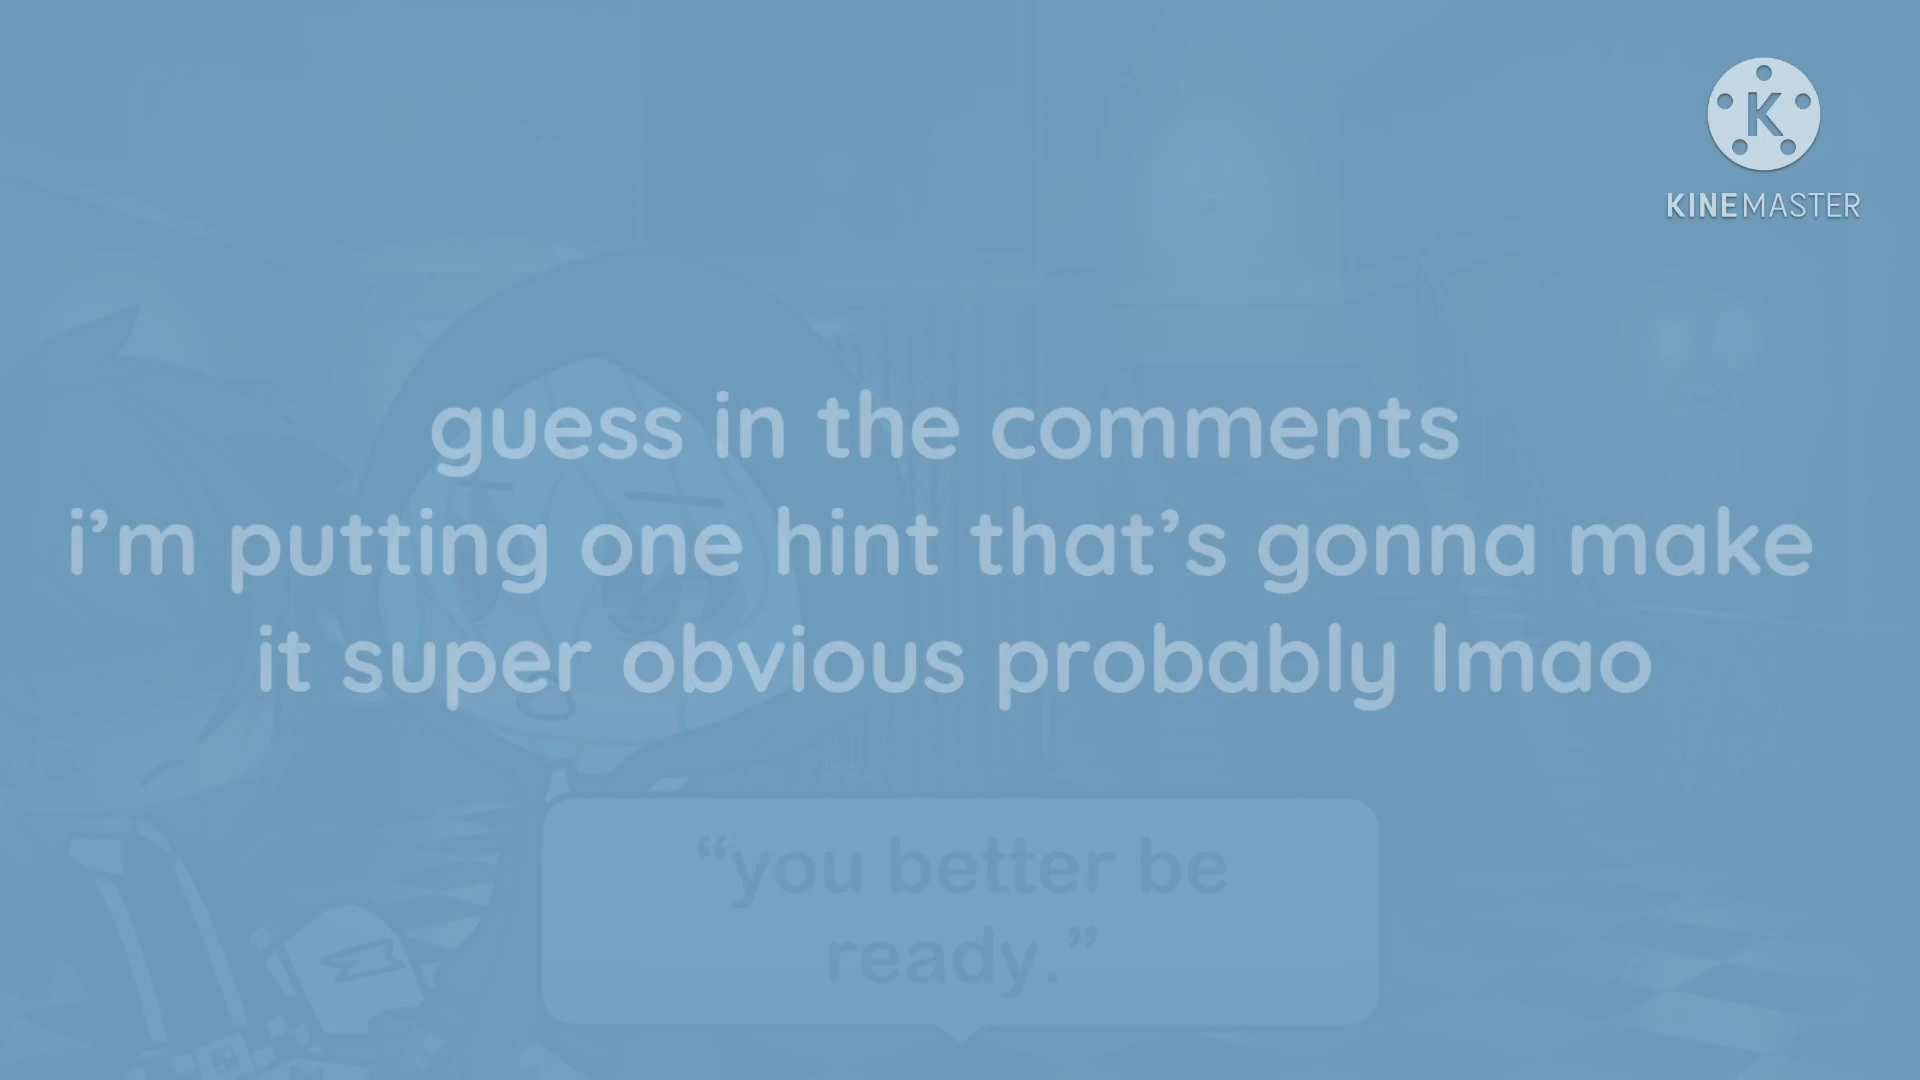 K
KINEMASTER
guess in the comments
i’m putting one hint that’s gonna make
it super obvious probably lmao
“you better be
ready.”